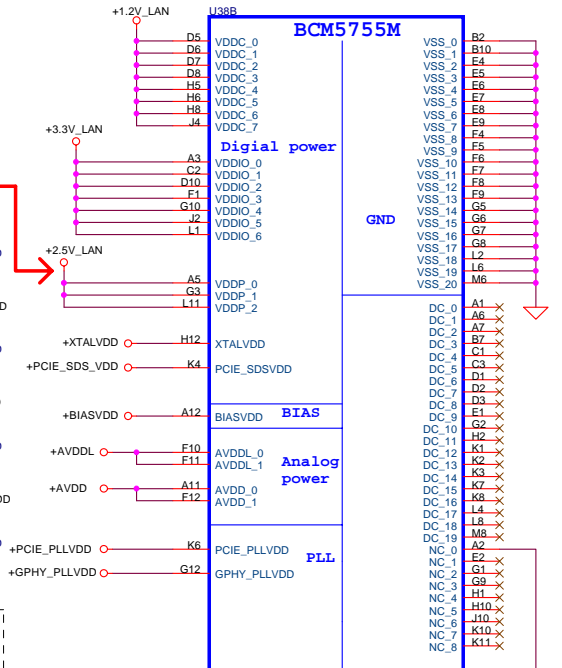 +1.2V_LAN
U38B
BCM5755M
D5 VDDC_0
D6 VDDC_1
D7 VDDC_2
D8 VDDC_3
H5 VDDC_4
H6 VDDC_5
H8 VDDC_6
J4 VDDC_7
Digial power
+3.3V_LAN
A3 VDDIO_0
C2 VDDIO_1
D10 VDDIO_2
F1 VDDIO_3
G10 VDDIO_4
J2 VDDIO_5
L1 VDDIO_6
+2.5V_LAN
A5 VDDP_0
G3 VDDP_1
L11 VDDP_2
+XTALVDD H12 XTALVDD
+PCIE_SDS_VDD K4 PCIE_SDSVDD
+BIASVDD A12 BIASVDD BIAS
+AVDDL F10 AVDDL_0
F11 AVDDL_1
Analog
power
+AVDD A11 AVDD_0
F12 AVDD_1
+PCIE_PLLVDD K6 PCIE_PLLVDD
PLL
+GPHY_PLLVDD G12 GPHY_PLLVDD
GND
VSS_0 B2
VSS_1 B10
VSS_2 E4
VSS_3 E5
VSS_4 E6
VSS_5 E7
VSS_6 E8
VSS_7 E9
VSS_8 F4
VSS_9 F5
VSS_10 F6
VSS_11 F7
VSS_12 F8
VSS_13 F9
VSS_14 G5
VSS_15 G6
VSS_16 G7
VSS_17 G8
VSS_18 L2
VSS_19 L6
VSS_20 M6
DC_0 A1
DC_1 A6
DC_2 A7
DC_3 B7
DC_4 C1
DC_5 C3
DC_6 D1
DC_7 D2
DC_8 D3
DC_9 E1
DC_10 G2
DC_11 H2
DC_12 K1
DC_13 K2
DC_14 K3
DC_15 K7
DC_16 K8
DC_17 L4
DC_18 L8
DC_19 M8
NC_0 A2
NC_1 E2
NC_2 G1
NC_3 G9
NC_4 H1
NC_5 H10
NC_6 J10
NC_7 K10
NC_8 K11